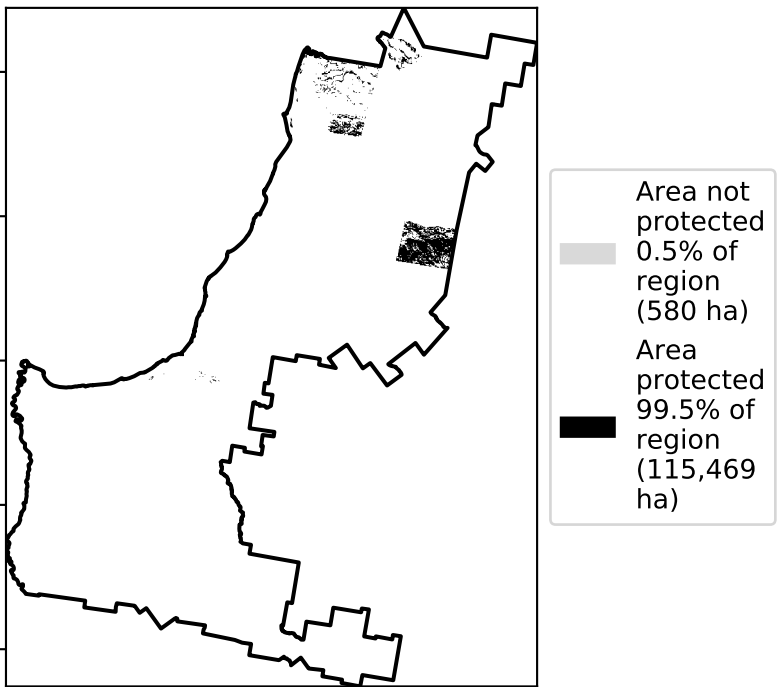 Area not
protected
0.5% of
region
(580 ha)
Area
protected
99.5% of
region
(115,469
ha)